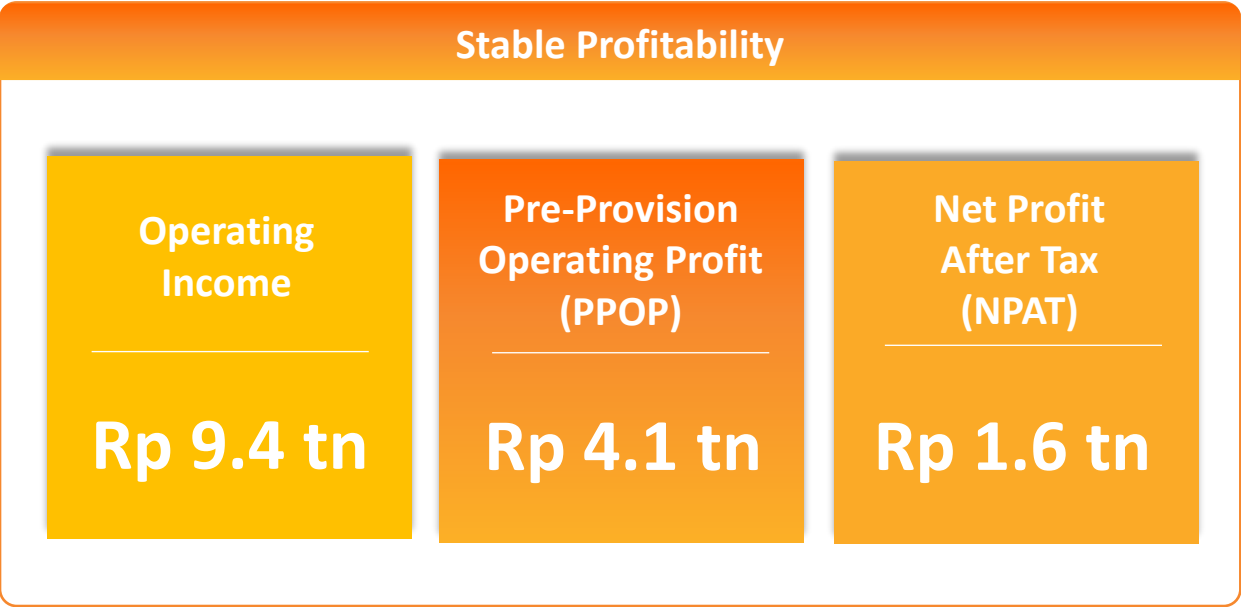 Stable Profitability
Operating
Income
Rp 9.4 tn
Pre-Provision
Operating Profit
(PPOP)
Rp 4.1 tn
Net Profit
After Tax
(NPAT)
Rp 1.6 tn